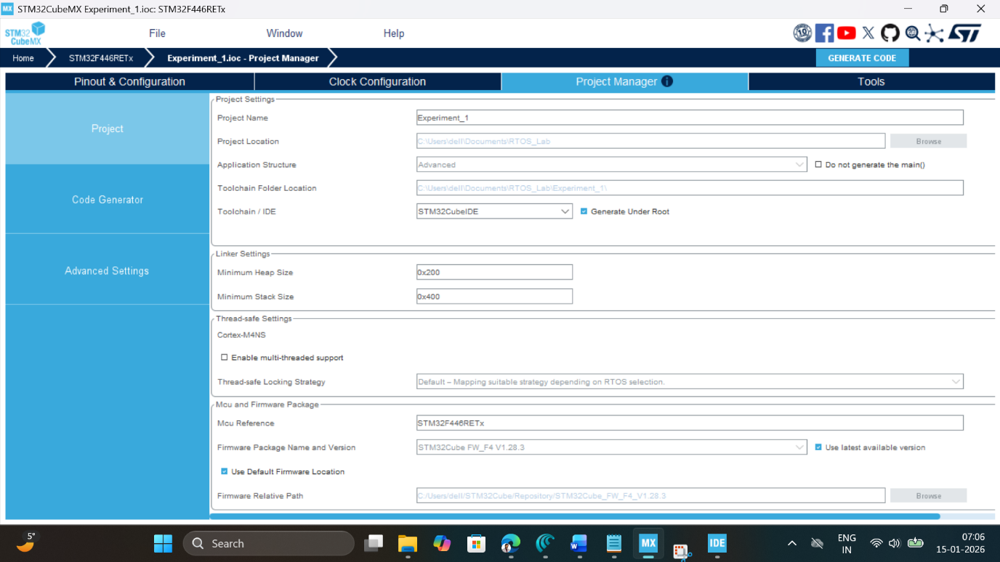 MX STM32CubeMX Experiment_1.ioc: STM32F446RETx
STM32 CubeMX File Window Help 10 ST
Home STM32F446RETx Experiment_1.ioc - Project Manager GENERATE CODE
Pinout & Configuration Clock Configuration Project Manager Tools
Project
Code Generator
Advanced Settings
Project Settings
Project Name Experiment_1
Project Location C:\Users\dell\Documents\RTOS_Lab Browse
Application Structure Advanced Do not generate the main()
Toolchain Folder Location C:\Users\dell\Documents\RTOS_Lab\Experiment_1\
Toolchain / IDE STM32CubeIDE Generate Under Root
Linker Settings
Minimum Heap Size 0x200
Minimum Stack Size 0x400
Thread-safe Settings
Cortex-M4NS
Enable multi-threaded support
Thread-safe Locking Strategy Default – Mapping suitable strategy depending on RTOS selection.
Mcu and Firmware Package
Mcu Reference STM32F446RETx
Firmware Package Name and Version STM32Cube FW_F4 V1.28.3 Use latest available version
Use Default Firmware Location
Firmware Relative Path C:/Users/dell/STM32Cube/Repository/STM32Cube_FW_F4_V1.28.3 Browse
5° Search MX IDE ENG IN 07:06 15-01-2026